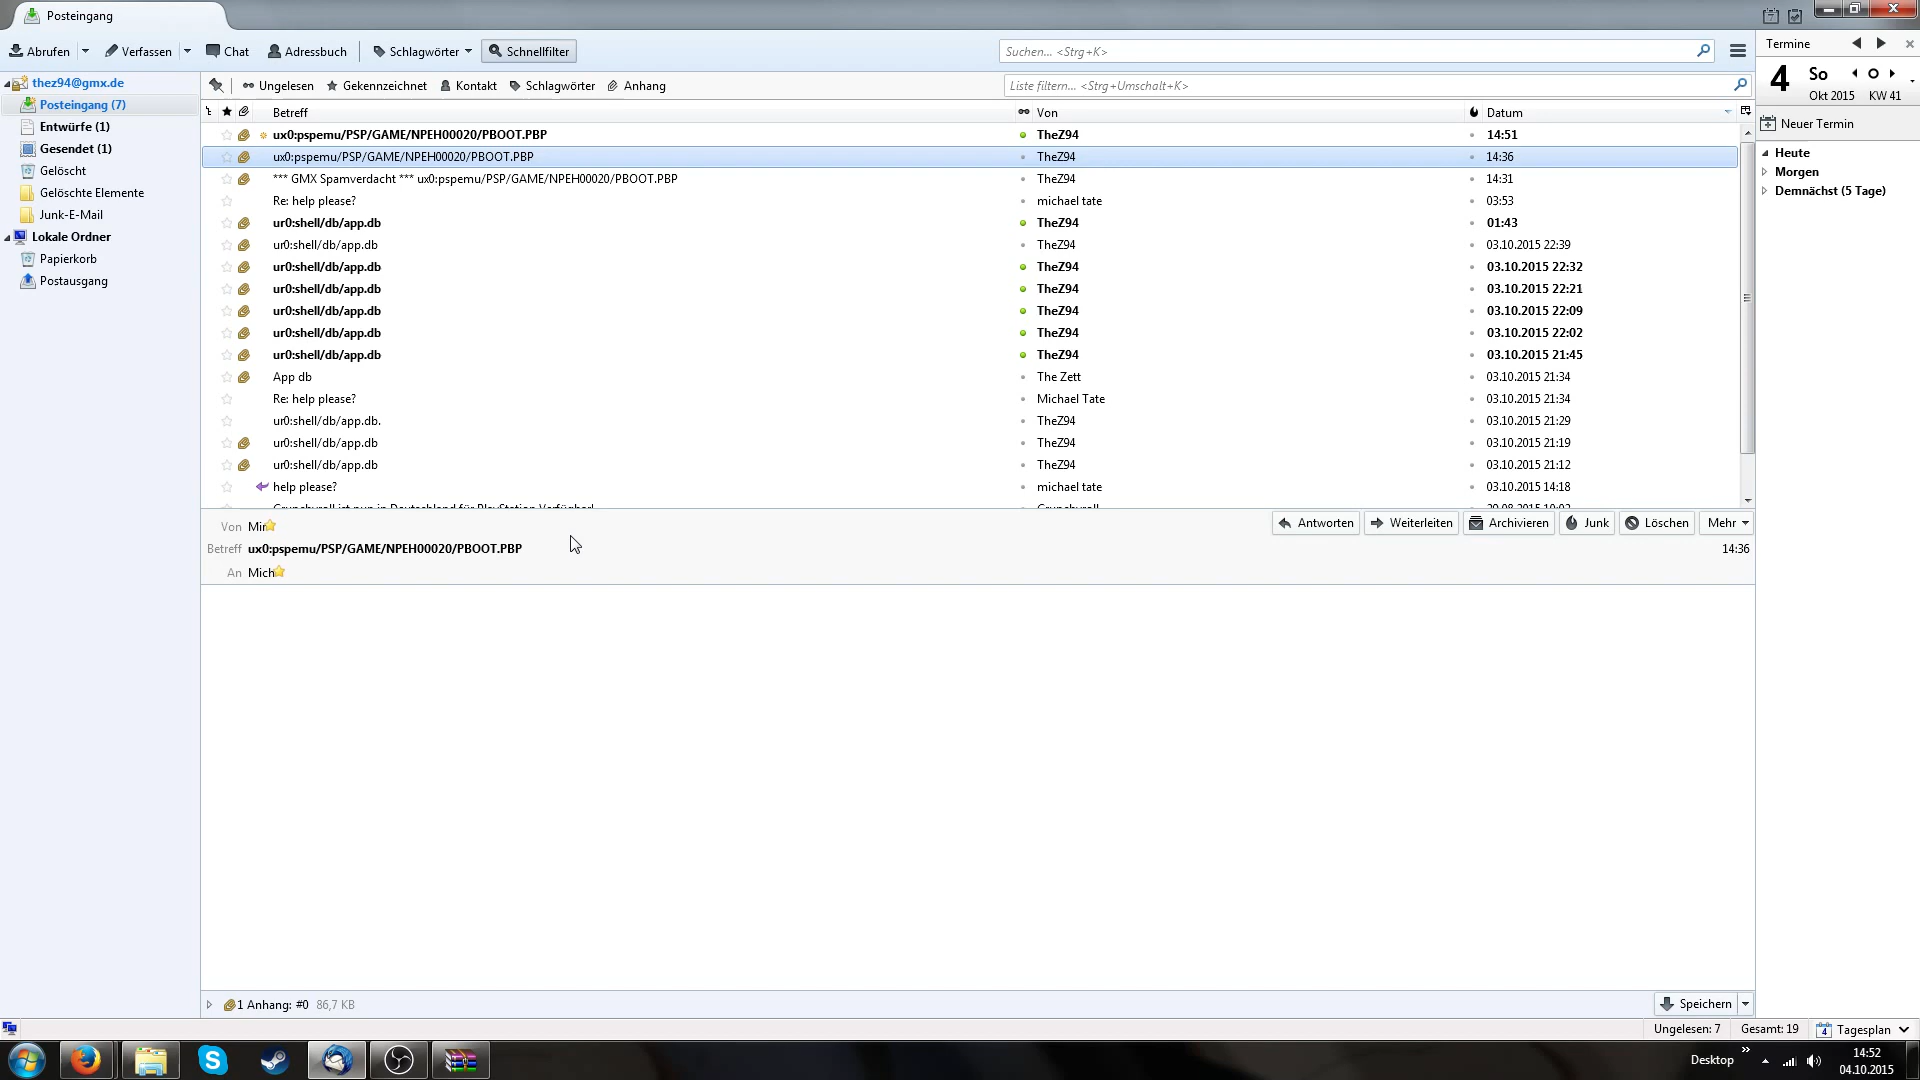 Posteingang
Abrufen Verfassen Chat Adressbuch Schlagwörter Schnellfilter Suchen... <Strg+K>
Termine
thez94@gmx.de
Posteingang (7)
Entwürfe (1)
Gesendet (1)
Gelöscht
Gelöschte Elemente
Junk-E-Mail
Lokale Ordner
Papierkorb
Postausgang
Ungelesen Gekennzeichnet Kontakt Schlagwörter Anhang Liste filtern... <Strg+Umschalt+K>
Betreff Von Datum
ux0:pspemu/PSP/GAME/NPEH00020/PBOOT.PBP TheZ94 14:51
ux0:pspemu/PSP/GAME/NPEH00020/PBOOT.PBP TheZ94 14:36
*** GMX Spamverdacht *** ux0:pspemu/PSP/GAME/NPEH00020/PBOOT.PBP TheZ94 14:31
Re: help please? michael tate 03:53
ur0:shell/db/app.db TheZ94 01:43
ur0:shell/db/app.db TheZ94 03.10.2015 22:39
ur0:shell/db/app.db TheZ94 03.10.2015 22:32
ur0:shell/db/app.db TheZ94 03.10.2015 22:21
ur0:shell/db/app.db TheZ94 03.10.2015 22:09
ur0:shell/db/app.db TheZ94 03.10.2015 22:02
ur0:shell/db/app.db TheZ94 03.10.2015 21:45
App db The Zett 03.10.2015 21:34
Re: help please? Michael Tate 03.10.2015 21:34
ur0:shell/db/app.db. TheZ94 03.10.2015 21:29
ur0:shell/db/app.db TheZ94 03.10.2015 21:19
ur0:shell/db/app.db TheZ94 03.10.2015 21:12
help please? michael tate 03.10.2015 14:18
Crunchyroll ist nun in Deutschland für PlayStation Verfügbar! Crunchyroll
Von Mir Antworten Weiterleiten Archivieren Junk Löschen Mehr
Betreff ux0:pspemu/PSP/GAME/NPEH00020/PBOOT.PBP 14:36
An Mich
1 Anhang: #0 86,7 KB Speichern
4 So
Okt 2015 KW 41
Neuer Termin
Heute
Morgen
Demnächst (5 Tage)
Ungelesen: 7 Gesamt: 19 4 Tagesplan
Desktop
14:52
04.10.2015